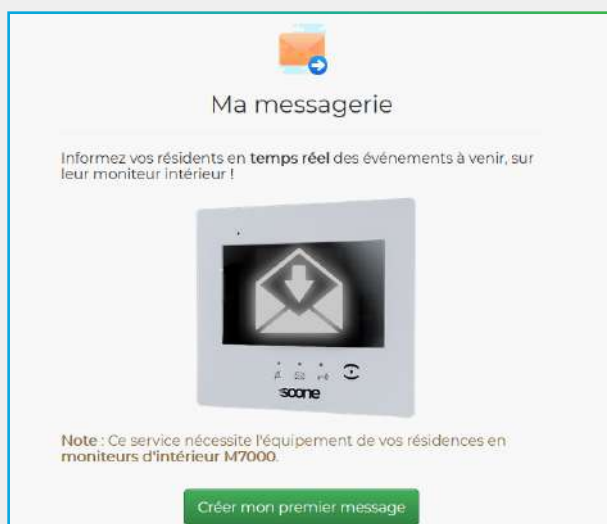 Ma messagerie
Informez vos résidents en temps réel des événements à venir, sur
leur moniteur intérieur !
soone
Note : Ce service nécessite l'équipement de vos résidences en
moniteurs d'intérieur M7000.
Créer mon premier message